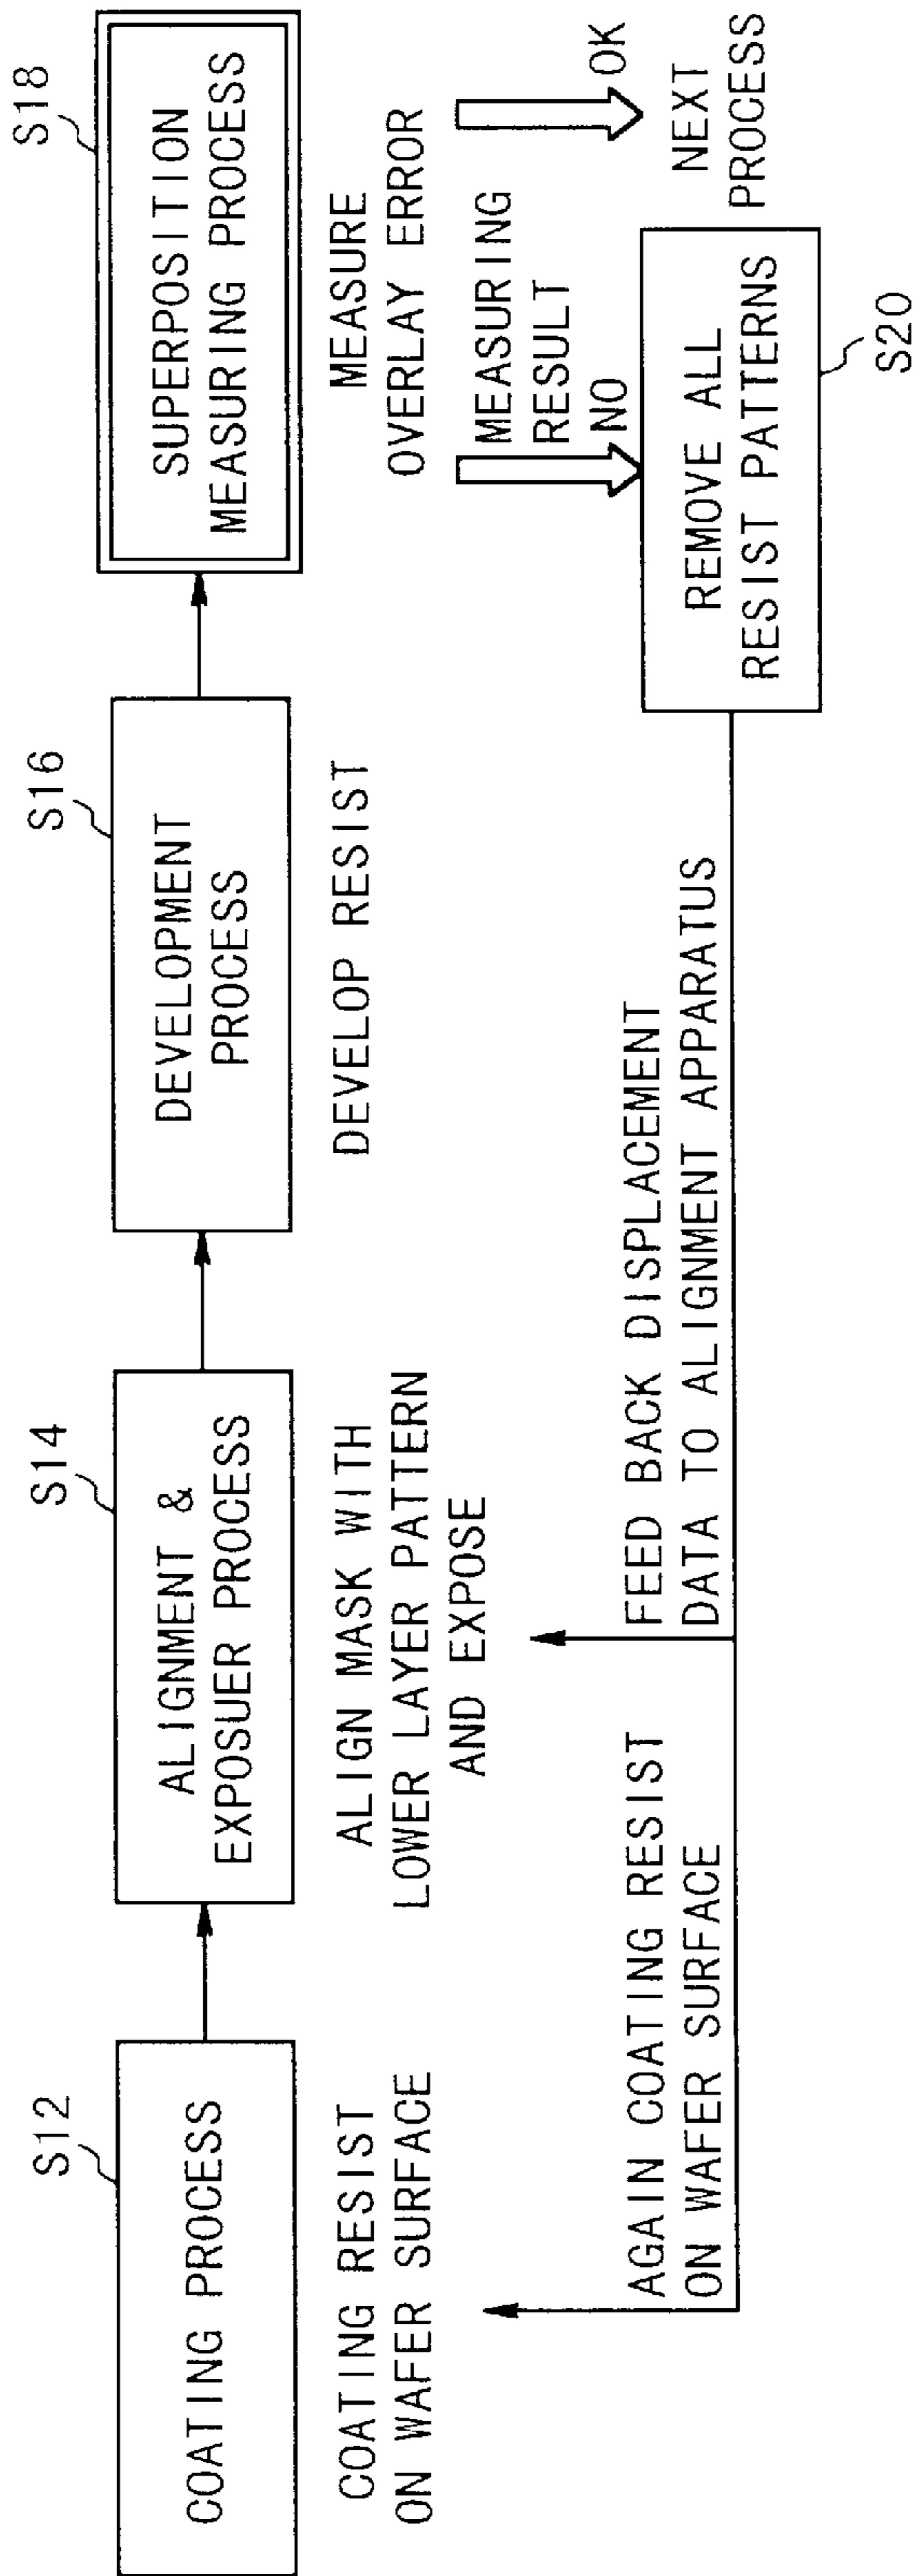 S12
COATING PROCESS
COATING RESIST
ON WAFER SURFACE
S14
ALIGNMENT &
EXPOSUER PROCESS
ALIGN MASK WITH
LOWER LAYER PATTERN
AND EXPOSE
S16
DEVELOPMENT
PROCESS
DEVELOP RESIST
S18
SUPERPOSITION
MEASURING PROCESS
MEASURE
OVERLAY ERROR
MEASURING
RESULT
NO
OK
NEXT
PROCESS
REMOVE ALL
RESIST PATTERNS
S20
FEED BACK DISPLACEMENT
DATA TO ALIGNMENT APPARATUS
AGAIN COATING RESIST
ON WAFER SURFACE